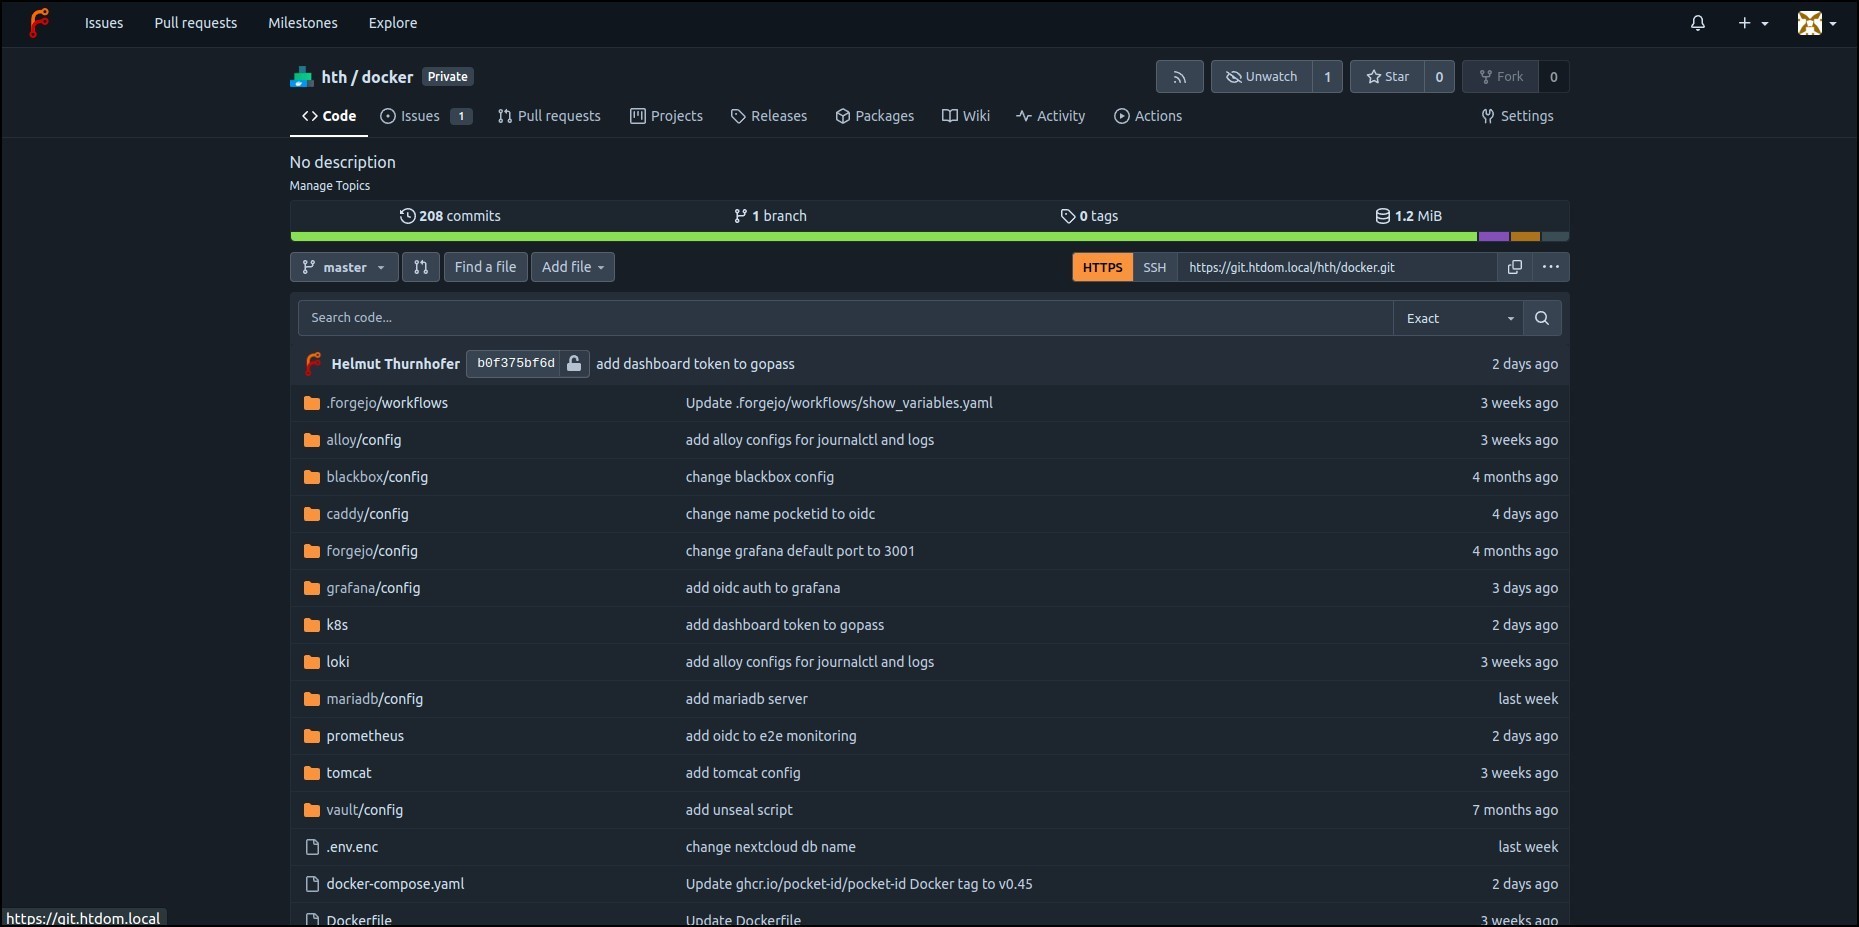 Issues Pull requests Milestones Explore
hth / docker Private Unwatch 1 Star 0 Fork 0
Code Issues 1 Pull requests Projects Releases Packages Wiki Activity Actions Settings
No description
Manage Topics
208 commits 1 branch 0 tags 1.2 MiB
master Find a file Add file HTTPS SSH https://git.htdom.local/hth/docker.git
Search code... Exact
Helmut Thurnhofer b0f375bf6d add dashboard token to gopass 2 days ago
.forgejo/workflows Update .forgejo/workflows/show_variables.yaml 3 weeks ago
alloy/config add alloy configs for journalctl and logs 3 weeks ago
blackbox/config change blackbox config 4 months ago
caddy/config change name pocketid to oidc 4 days ago
forgejo/config change grafana default port to 3001 4 months ago
grafana/config add oidc auth to grafana 3 days ago
k8s add dashboard token to gopass 2 days ago
loki add alloy configs for journalctl and logs 3 weeks ago
mariadb/config add mariadb server last week
prometheus add oidc to e2e monitoring 2 days ago
tomcat add tomcat config 3 weeks ago
vault/config add unseal script 7 months ago
.env.enc change nextcloud db name last week
docker-compose.yaml Update ghcr.io/pocket-id/pocket-id Docker tag to v0.45 2 days ago
Dockerfile Update Dockerfile 3 weeks ago
https://git.htdom.local